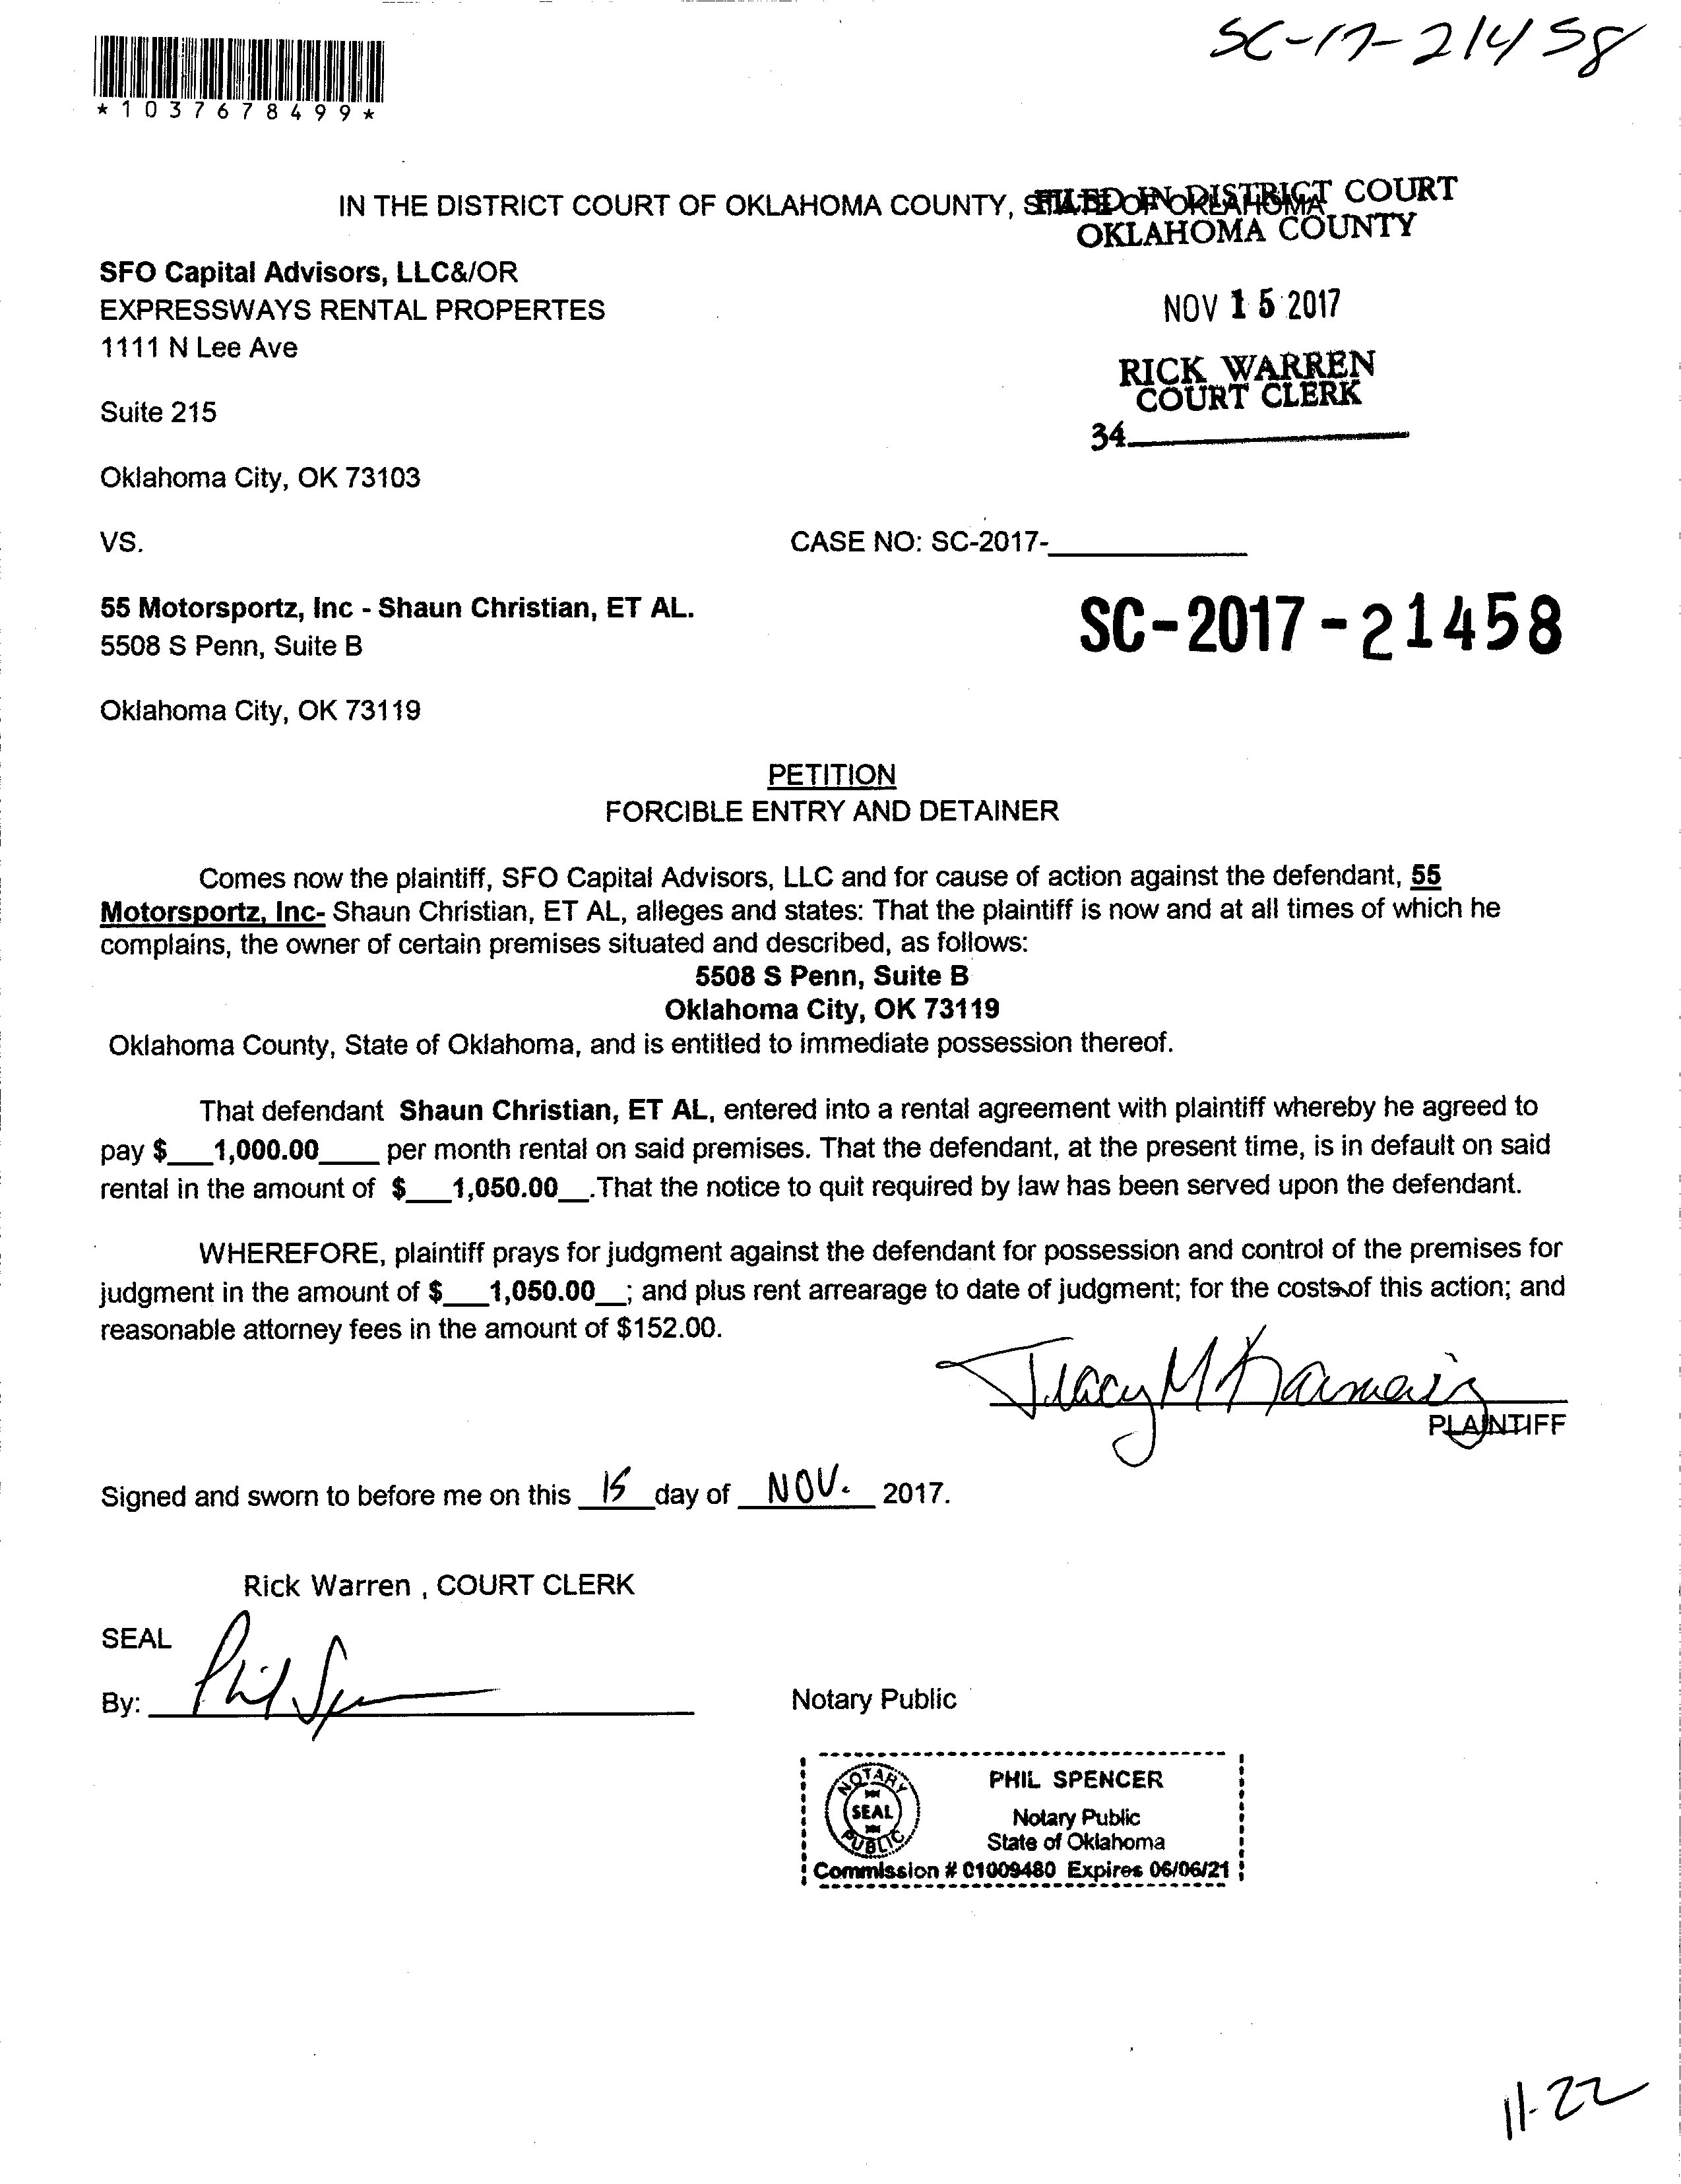 SC-17-21458
*1037678499*
IN THE DISTRICT COURT OF OKLAHOMA COUNTY, STATE OF OKLAHOMA
FILED IN DISTRICT COURT
OKLAHOMA COUNTY
SFO Capital Advisors, LLC&/OR
EXPRESSWAYS RENTAL PROPERTES
NOV 15 2017
1111 N Lee Ave
RICK WARREN
COURT CLERK
Suite 215
34
Oklahoma City, OK 73103
VS.
CASE NO: SC-2017-____________
55 Motorsportz, Inc - Shaun Christian, ET AL.
SC-2017-21458
5508 S Penn, Suite B
Oklahoma City, OK 73119
PETITION
FORCIBLE ENTRY AND DETAINER
Comes now the plaintiff, SFO Capital Advisors, LLC and for cause of action against the defendant, 55
Motorsportz, Inc- Shaun Christian, ET AL, alleges and states: That the plaintiff is now and at all times of which he
complains, the owner of certain premises situated and described, as follows:
5508 S Penn, Suite B
Oklahoma City, OK 73119
Oklahoma County, State of Oklahoma, and is entitled to immediate possession thereof.
That defendant Shaun Christian, ET AL, entered into a rental agreement with plaintiff whereby he agreed to
pay $___1,000.00____ per month rental on said premises. That the defendant, at the present time, is in default on said
rental in the amount of $___1,050.00__.That the notice to quit required by law has been served upon the defendant.
WHEREFORE, plaintiff prays for judgment against the defendant for possession and control of the premises for
judgment in the amount of $___1,050.00__; and plus rent arrearage to date of judgment; for the costs of this action; and
reasonable attorney fees in the amount of $152.00.
Tracy M
PLAINTIFF
Signed and sworn to before me on this 15 day of NOV. 2017.
Rick Warren , COURT CLERK
SEAL
By: Phil Spencer
Notary Public
NOTARY
SEAL
PUBLIC
PHIL SPENCER
Notary Public
State of Oklahoma
Commission # 01009480 Expires 06/06/21
11-22